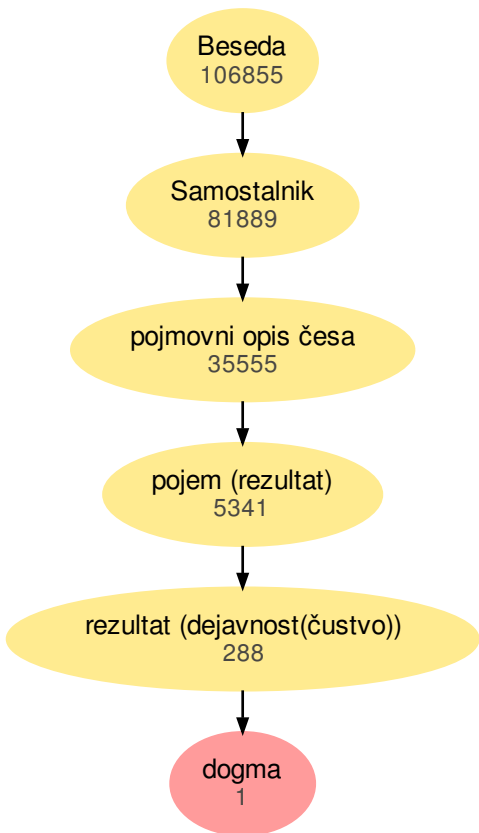 Beseda
106855
Samostalnik
81889
pojmovni opis česa
35555
pojem (rezultat)
5341
rezultat (dejavnost(čustvo))
288
dogma
1